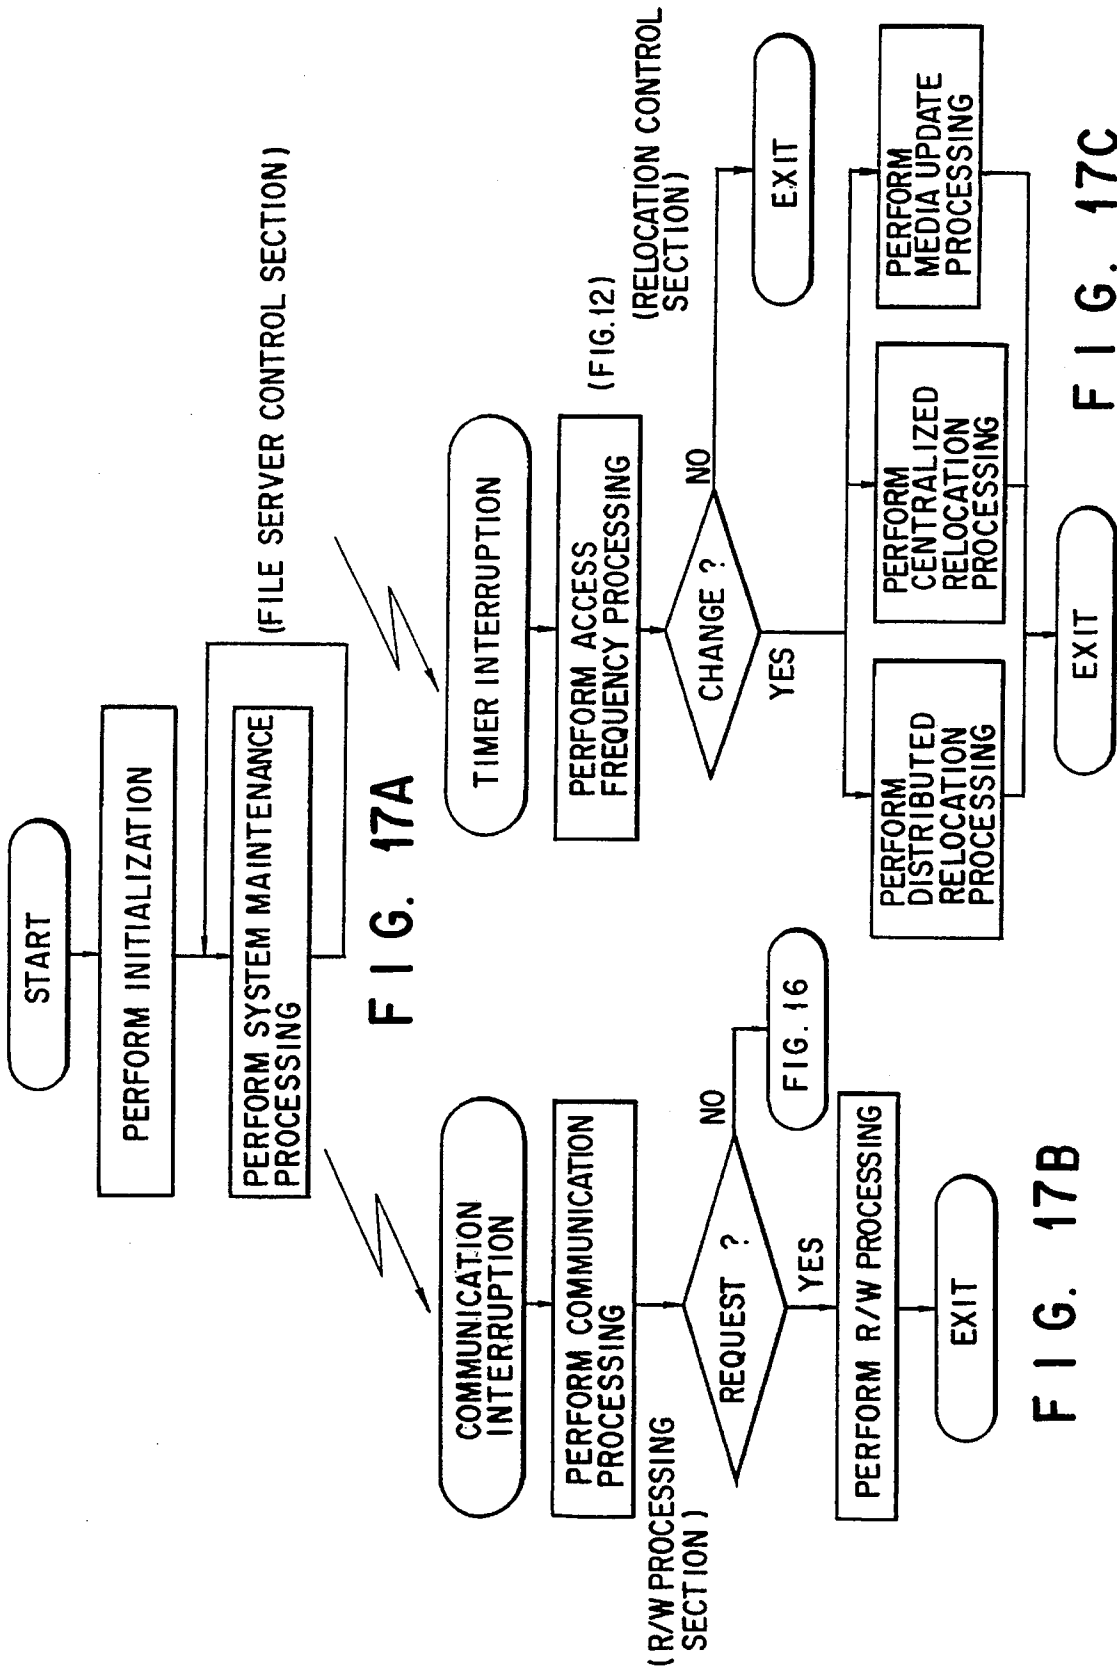 START
PERFORM INITIALIZATION
PERFORM SYSTEM MAINTENANCE
PROCESSING
(FILE SERVER CONTROL SECTION)
FIG. 17A
COMMUNICATION
INTERRUPTION
PERFORM COMMUNICATION
PROCESSING
(R/W PROCESSING
SECTION)
REQUEST ?
NO
FIG. 16
YES
PERFORM R/W PROCESSING
EXIT
FIG. 17B
TIMER INTERRUPTION
PERFORM ACCESS
FREQUENCY PROCESSING
(FIG.12)
(RELOCATION CONTROL
SECTION)
CHANGE ?
NO
EXIT
YES
PERFORM
DISTRIBUTED
RELOCATION
PROCESSING
PERFORM
CENTRALIZED
RELOCATION
PROCESSING
PERFORM
MEDIA UPDATE
PROCESSING
EXIT
FIG. 17C